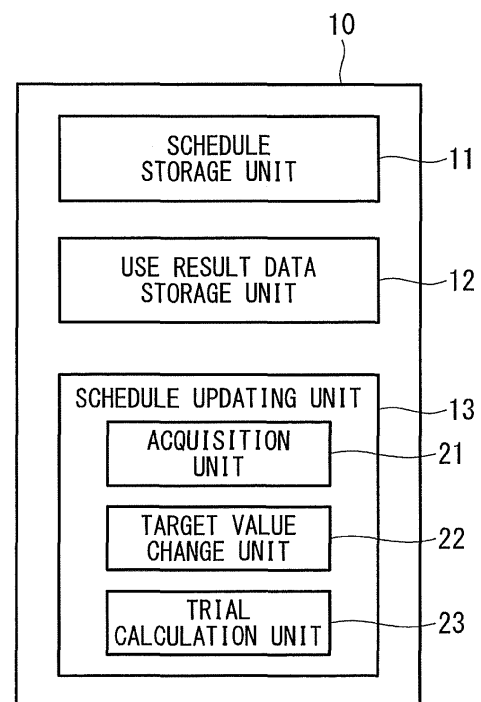 10
SCHEDULE
STORAGE UNIT
11
USE RESULT DATA
STORAGE UNIT
12
SCHEDULE UPDATING UNIT
13
ACQUISITION
UNIT
21
TARGET VALUE
CHANGE UNIT
22
TRIAL
CALCULATION UNIT
23